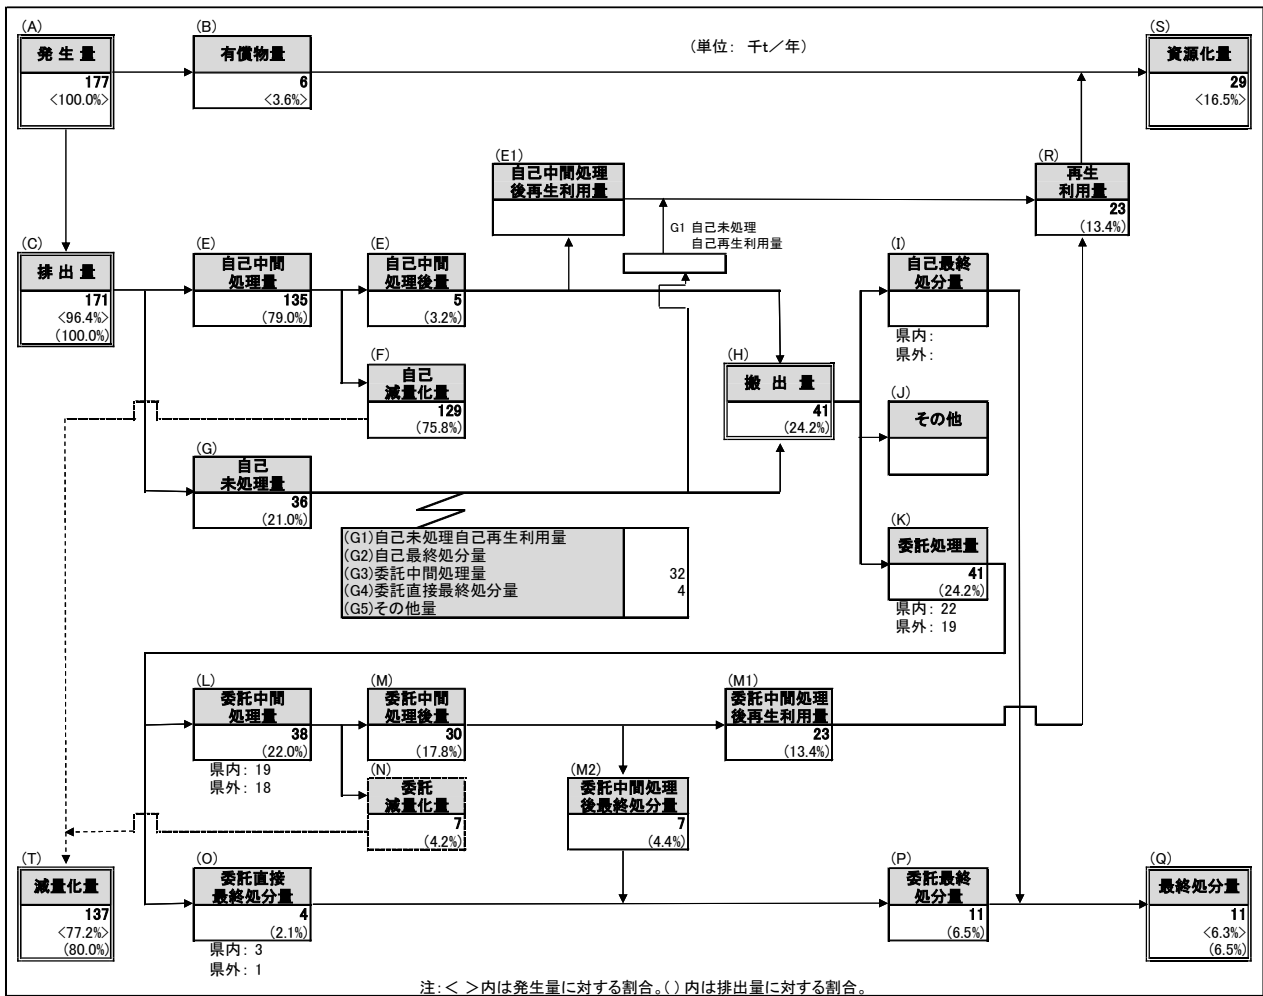 (A)
発生量
177
<100.0%>
(B)
有償物量
6
<3.6%>
(単位： 千t／年)
(S)
資源化量
29
<16.5%>
(E1)
自己中間処理
後再生利用量
(R)
再生
利用量
23
(13.4%)
G1 自己未処理
自己再生利用量
(C)
排出量
171
<96.4%>
(100.0%)
(E)
自己中間
処理量
135
(79.0%)
(E)
自己中間
処理後量
5
(3.2%)
(I)
自己最終
処分量
県内：
県外：
(F)
自己
減量化量
129
(75.8%)
(H)
搬出量
41
(24.2%)
(J)
その他
(G)
自己
未処理量
36
(21.0%)
(G1)自己未処理自己再生利用量
(G2)自己最終処分量
(G3)委託中間処理量 32
(G4)委託直接最終処分量 4
(G5)その他量
(K)
委託処理量
41
(24.2%)
県内： 22
県外： 19
(L)
委託中間
処理量
38
(22.0%)
県内： 19
県外： 18
(M)
委託中間
処理後量
30
(17.8%)
(M1)
委託中間処理
後再生利用量
23
(13.4%)
(N)
委託
減量化量
7
(4.2%)
(M2)
委託中間処理
後最終処分量
7
(4.4%)
(T)
減量化量
137
<77.2%>
(80.0%)
(O)
委託直接
最終処分量
4
(2.1%)
県内： 3
県外： 1
(P)
委託最終
処分量
11
(6.5%)
(Q)
最終処分量
11
<6.3%>
(6.5%)
注：＜ ＞内は発生量に対する割合。( )内は排出量に対する割合。